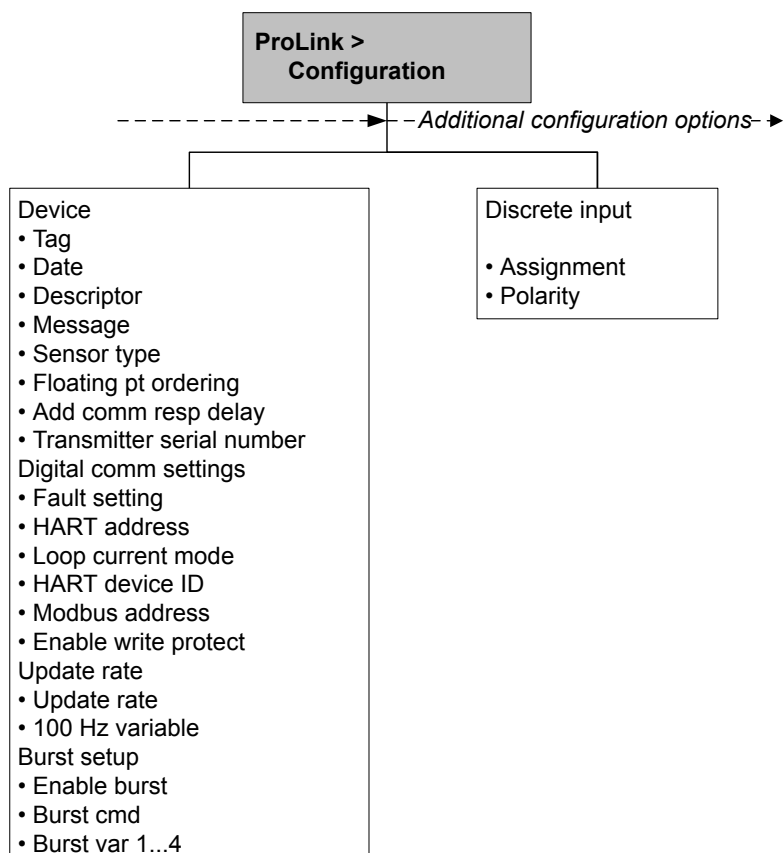 ProLink >
Configuration
Additional configuration options
Device
• Tag
• Date
• Descriptor
• Message
• Sensor type
• Floating pt ordering
• Add comm resp delay
• Transmitter serial number
Digital comm settings
• Fault setting
• HART address
• Loop current mode
• HART device ID
• Modbus address
• Enable write protect
Update rate
• Update rate
• 100 Hz variable
Burst setup
• Enable burst
• Burst cmd
• Burst var 1...4
Discrete input
• Assignment
• Polarity